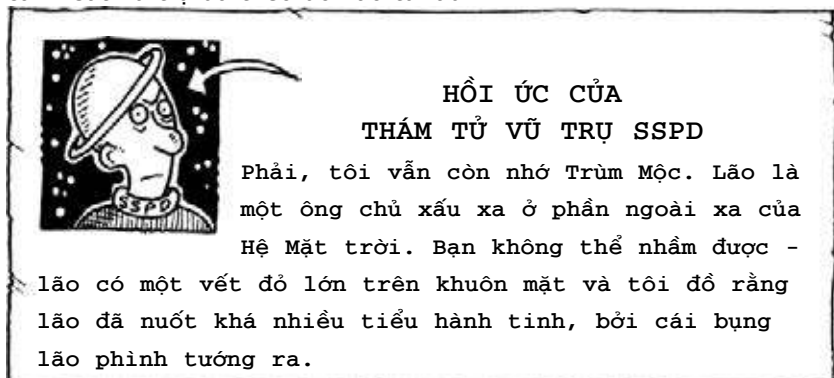 HỒI ỨC CỦA
THÁM TỬ VŨ TRỤ SSPD
Phải, tôi vẫn còn nhớ Trùm Mộc. Lão là
một ông chủ xấu xa ở phần ngoài xa của
Hệ Mặt trời. Bạn không thể nhầm được -
lão có một vết đỏ lớn trên khuôn mặt và tôi đồ rằng
lão đã nuốt khá nhiều tiểu hành tinh, bởi cái bụng
lão phình tướng ra.
SSPD